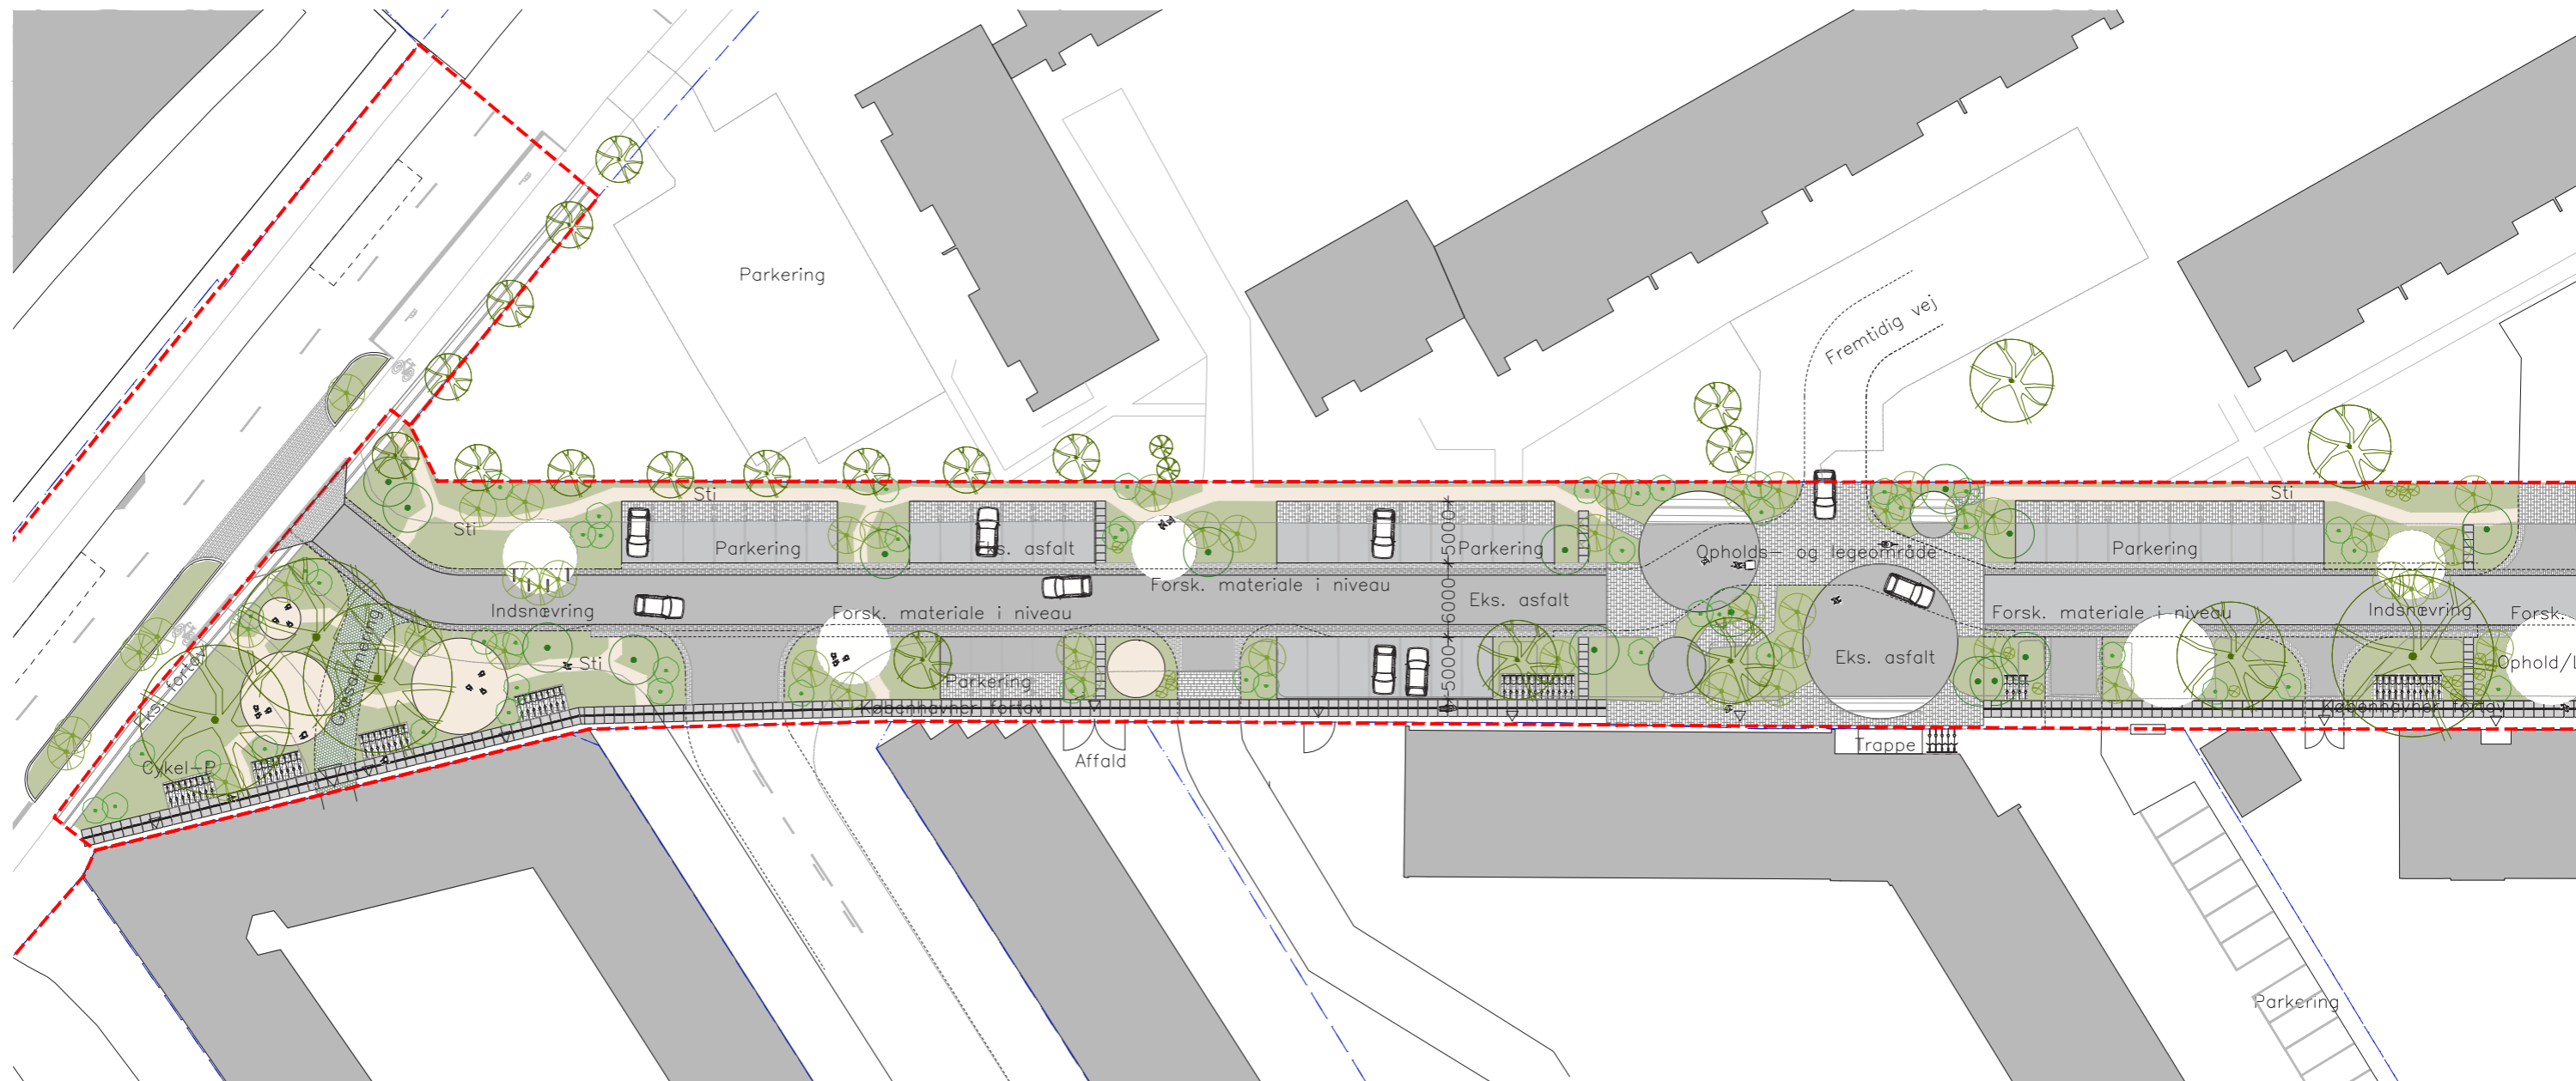 Parkering
Fremtidig vej
Sti
Sti
Parkering
Eks. asfalt
Parkering
5000
Opholds- og legeområde
Parkering
Sti
Indsnævring
Forsk. materiale i niveau
Forsk. materiale i niveau
Eks. asfalt
6000
Forsk. materiale i niveau
Indsnævring
Forsk.
Eks. fortov
Græsarmering
Sti
Parkering
5000
Eks. asfalt
Ophold/L
Københavner fortov
Københavner fortov
Cykel-P
Affald
Trappe
Parkering